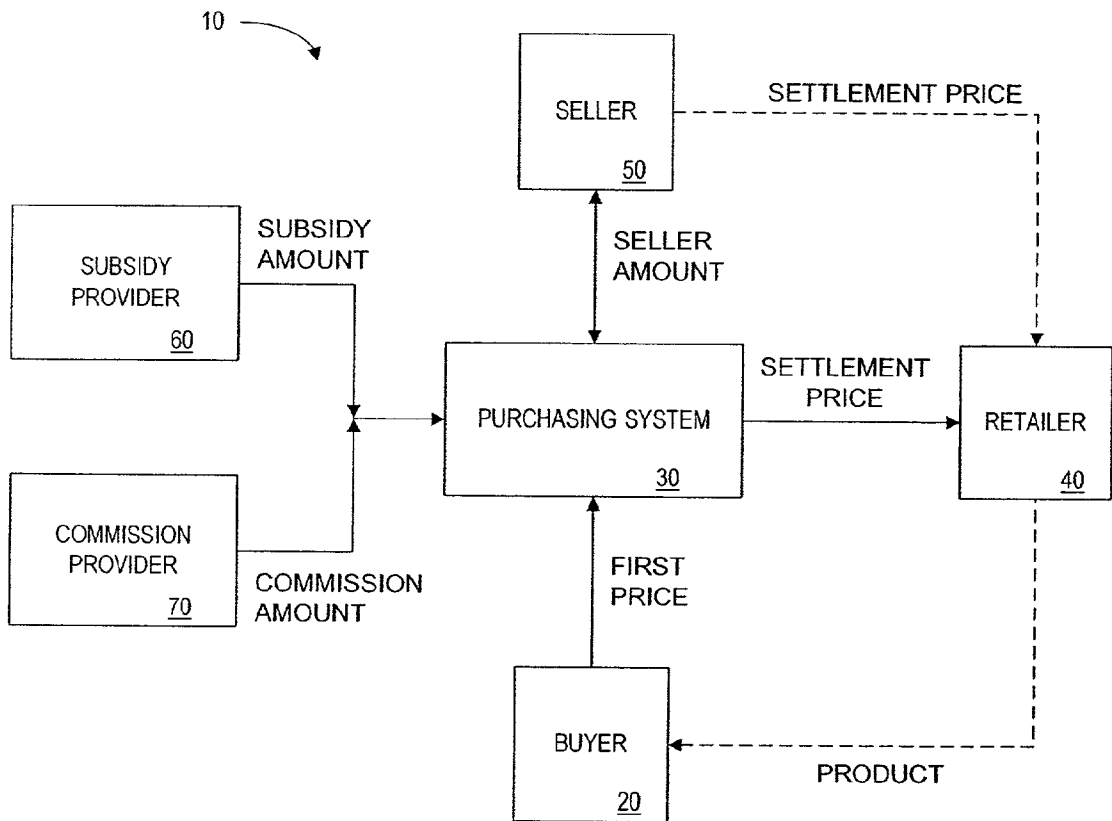 10
SELLER
50
SETTLEMENT PRICE
SUBSIDY
AMOUNT
SUBSIDY
PROVIDER
60
SELLER
AMOUNT
SETTLEMENT
PRICE
PURCHASING SYSTEM
30
RETAILER
40
COMMISSION
PROVIDER
70
COMMISSION
AMOUNT
FIRST
PRICE
BUYER
20
PRODUCT